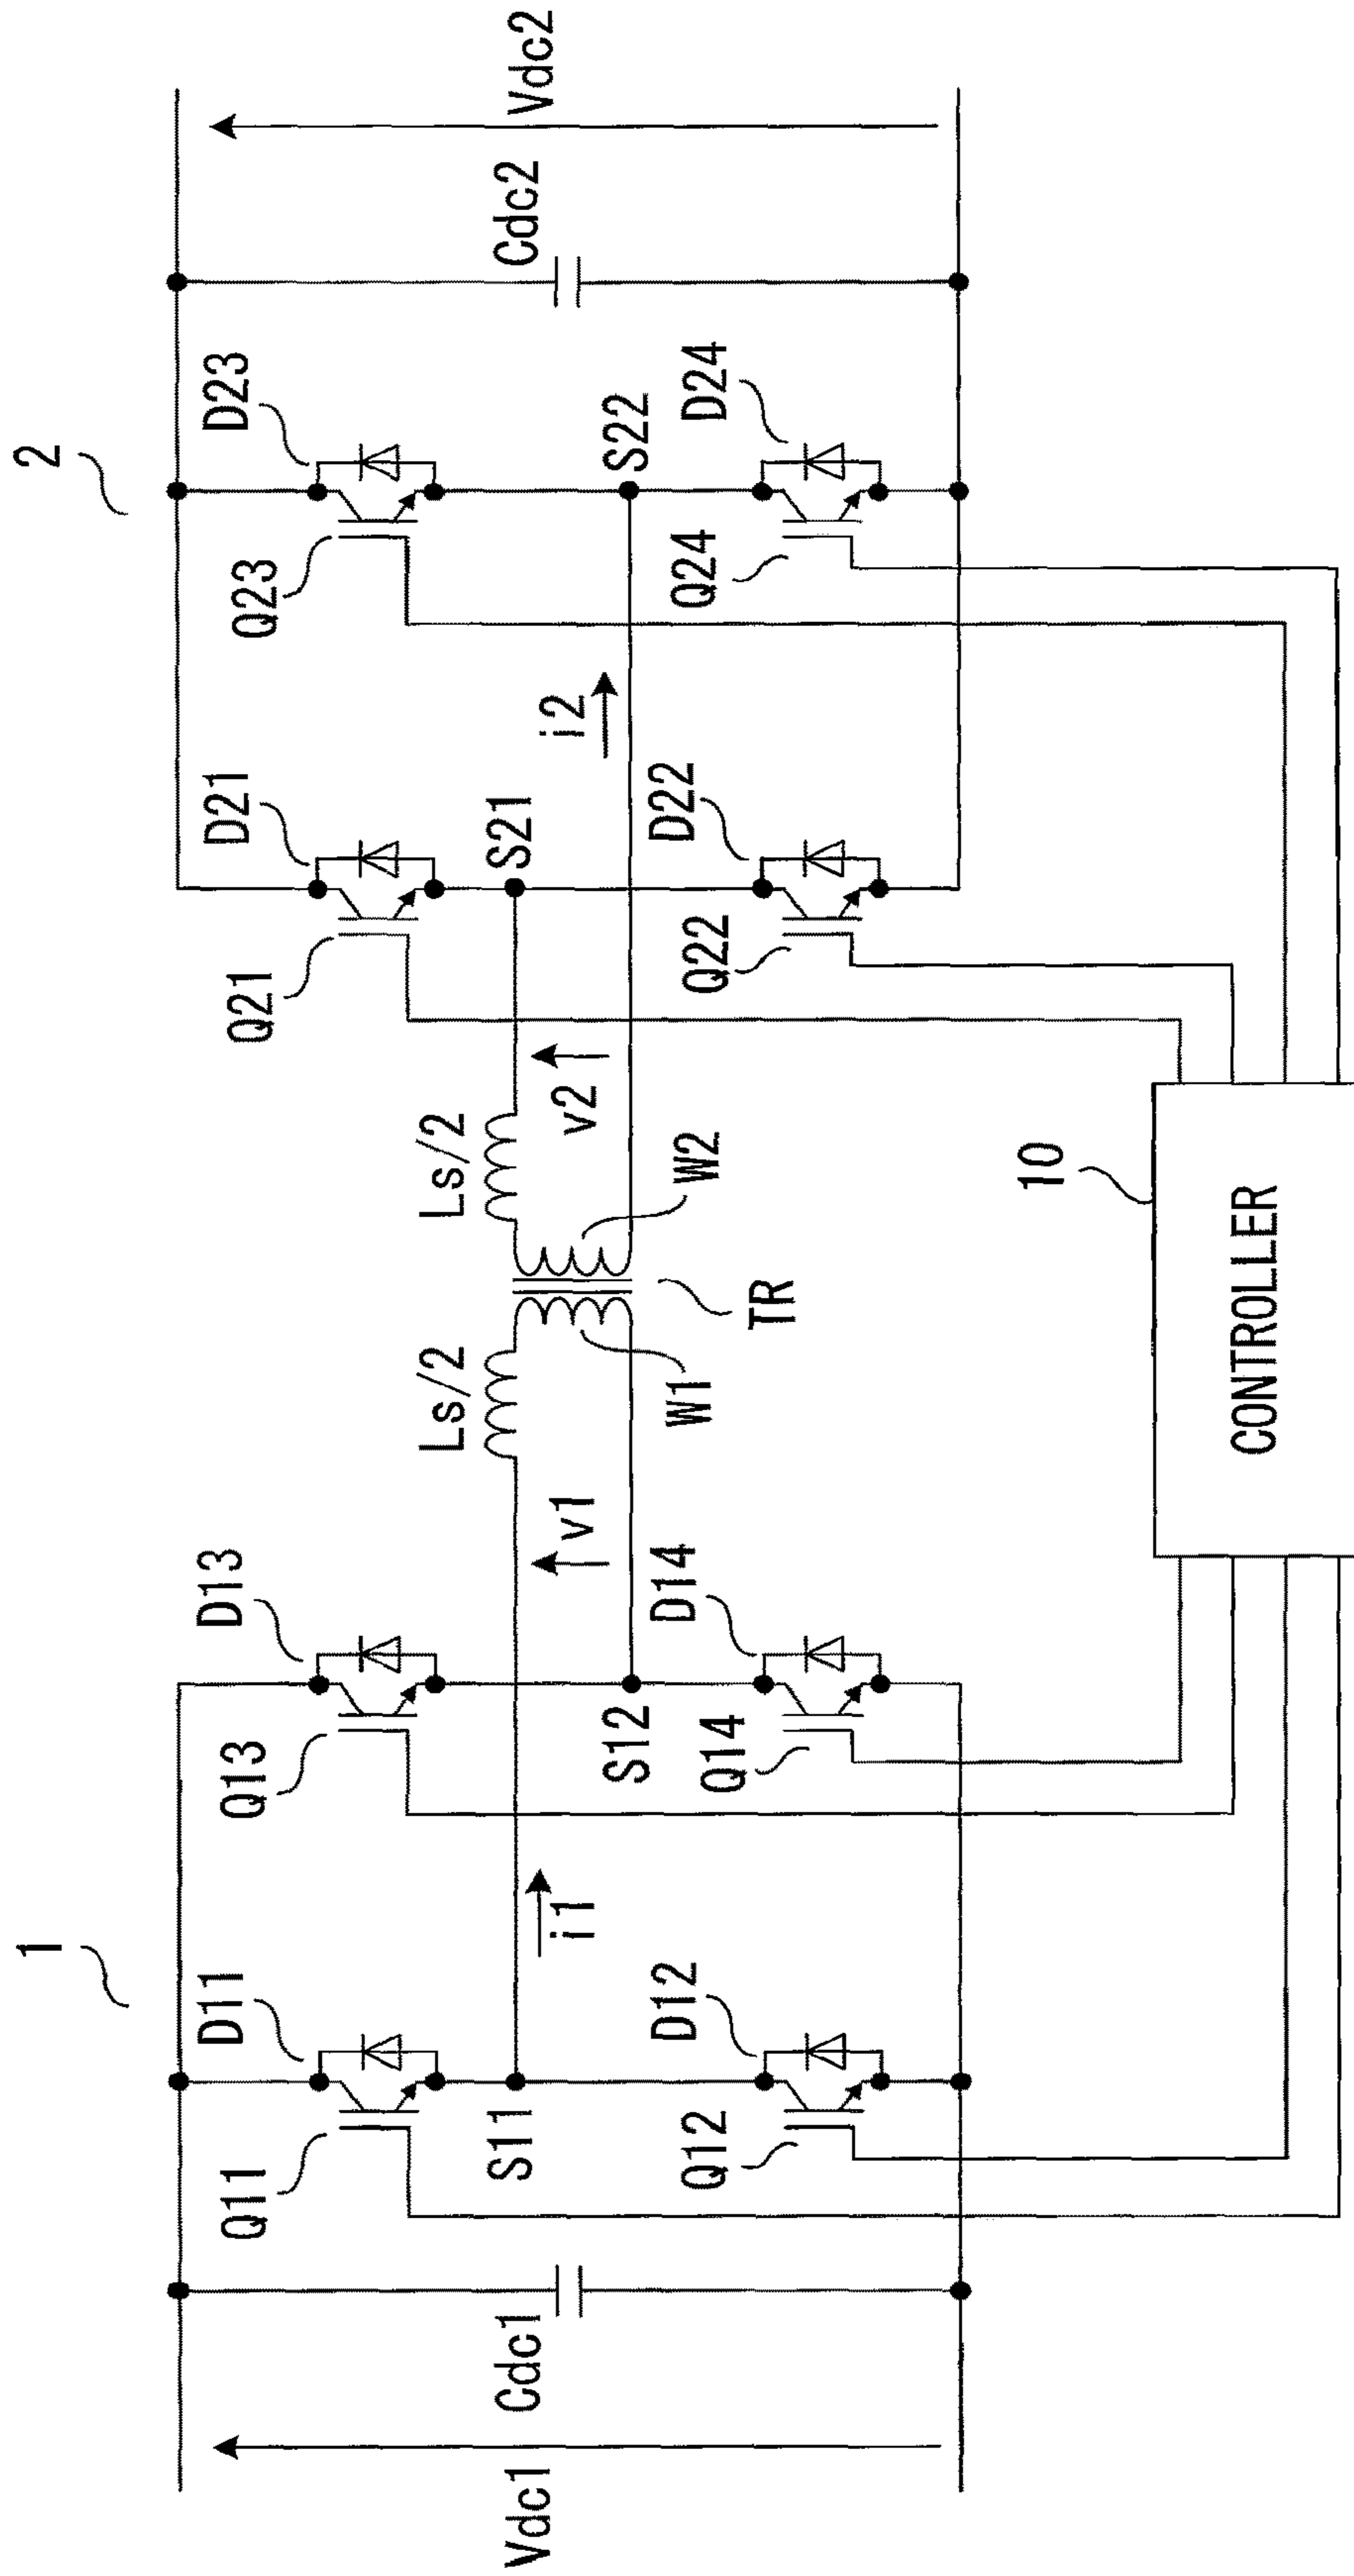 1
2
Vdc1
Cdc1
Q11
D11
Q13
D13
S11
i1
S12
Q12
D12
Q14
D14
v1
Ls/2
Ls/2
W1
TR
W2
v2
Q21
D21
S21
Q22
D22
i2
Q23
D23
S22
Q24
D24
Cdc2
Vdc2
10
CONTROLLER